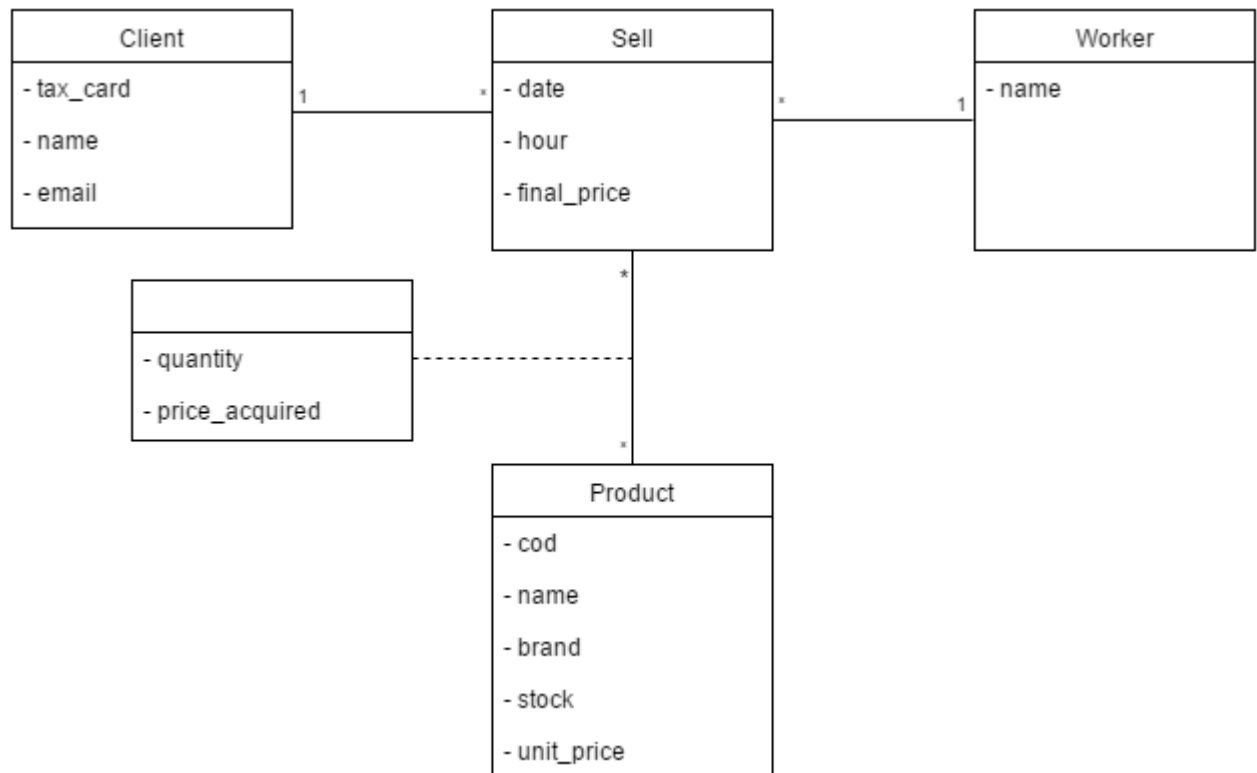 Client
- tax_card
- name
- email
1
*
Sell
- date
- hour
- final_price
*
1
Worker
- name
*
- quantity
- price_acquired
*
Product
- cod
- name
- brand
- stock
- unit_price